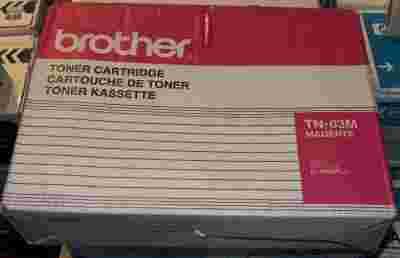 brother
TONER CARTRIDGE
CARTOUCHE DE TONER
TONER KASSETTE
TN-03M
MAGENTA